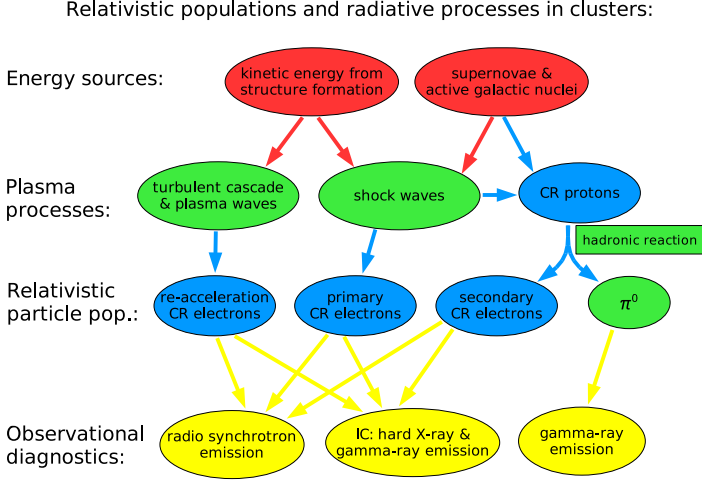 Relativistic populations and radiative processes in clusters:
Energy sources:
kinetic energy from
structure formation
supernovae &
active galactic nuclei
Plasma
processes:
turbulent cascade
& plasma waves
shock waves
CR protons
hadronic reaction
Relativistic
particle pop.:
re-acceleration
CR electrons
primary
CR electrons
secondary
CR electrons
π⁰
Observational
diagnostics:
radio synchrotron
emission
IC: hard X-ray &
gamma-ray emission
gamma-ray
emission